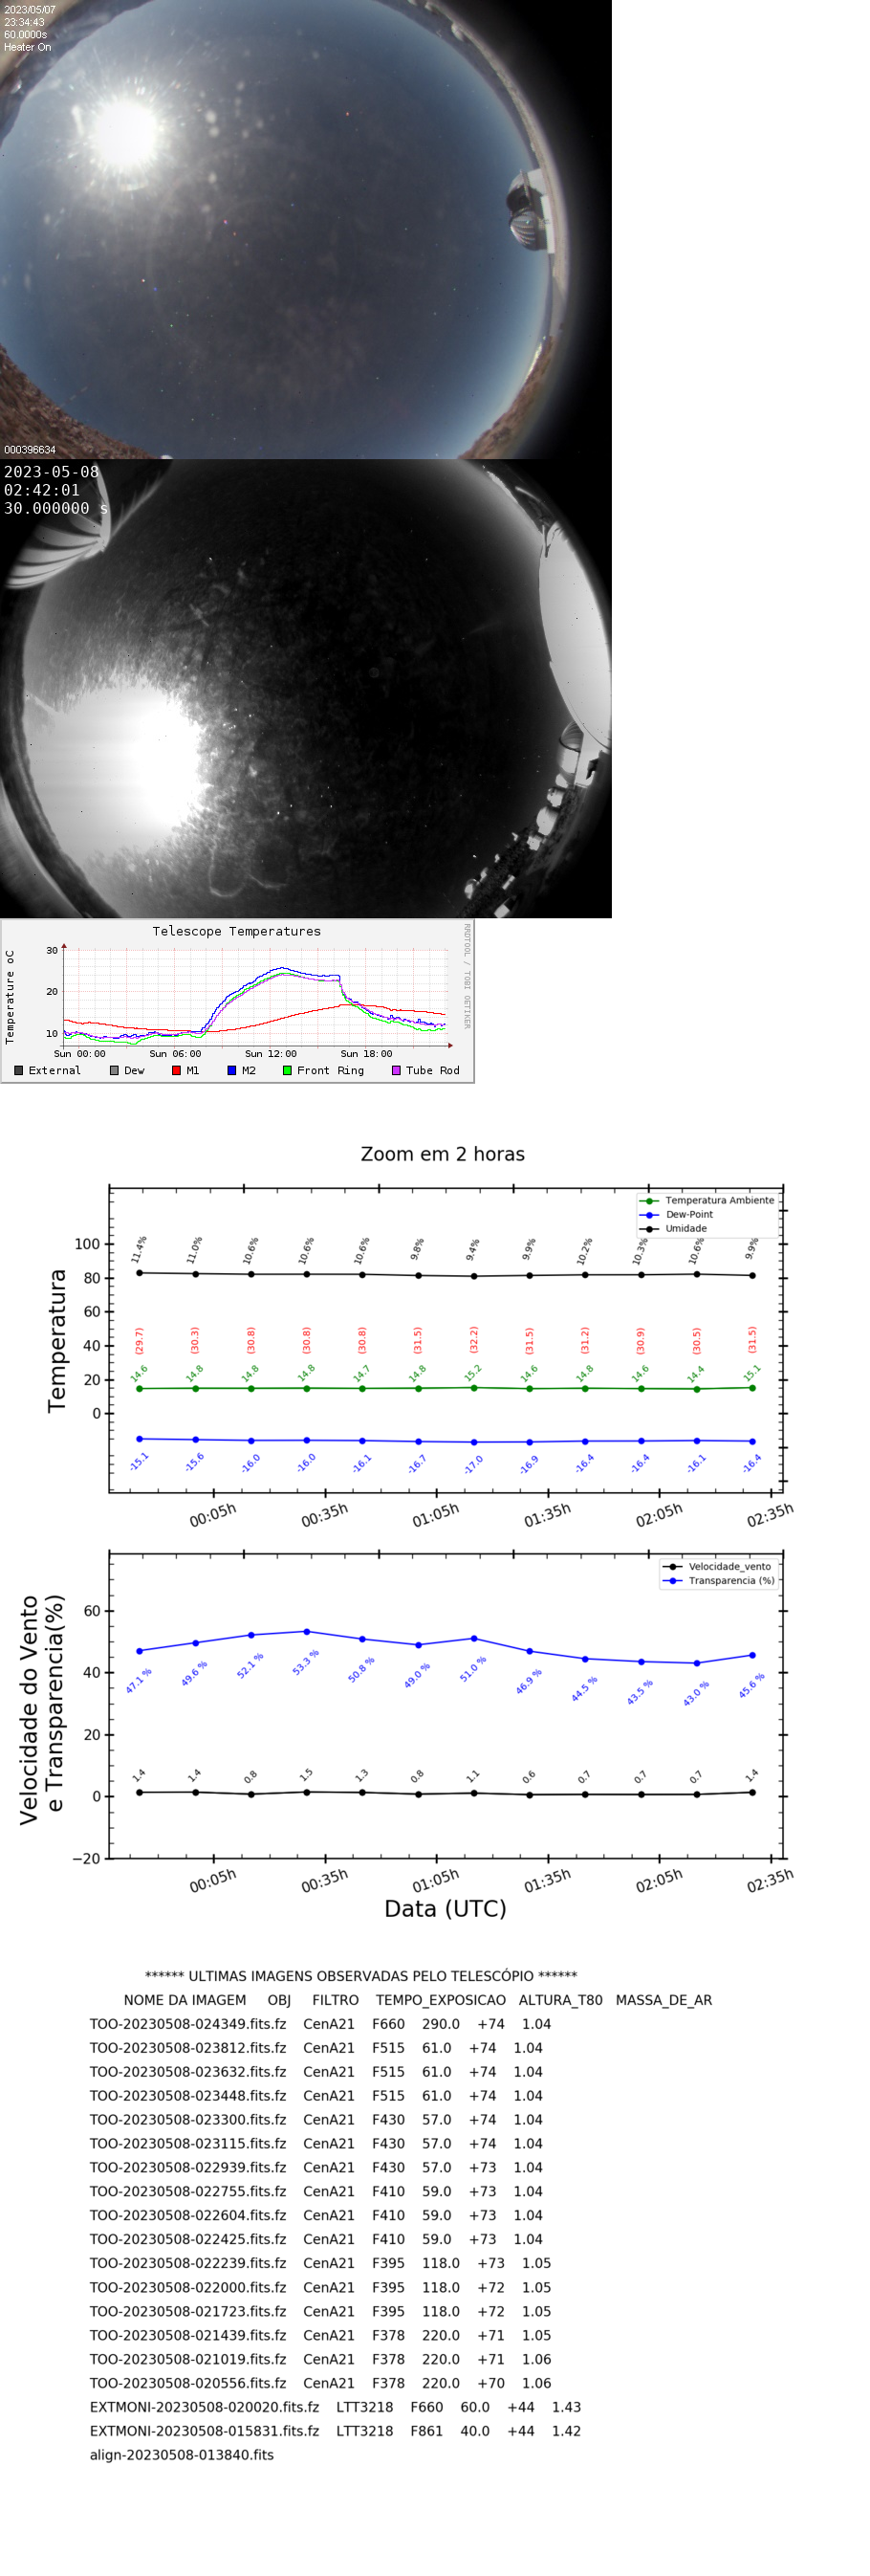 2023/05/07
23:34:43
60.0000s
Heater On
000396634
2023-05-08
02:42:01
30.000000 s
Telescope Temperatures
RRDTOOL / TOBI OETIKER
Temperature oC
30
20
10
Sun 00:00 Sun 06:00 Sun 12:00 Sun 18:00
External Dew M1 M2 Front Ring Tube Rod
Zoom em 2 horas
Temperatura Ambiente
Dew-Point
Umidade
Temperatura
100
80
60
40
20
0
11.4% 11.0% 10.6% 10.6% 10.6% 9.8% 9.4% 9.9% 10.2% 10.3% 10.6% 9.9%
(29.7) (30.3) (30.8) (30.8) (30.8) (31.5) (32.2) (31.5) (31.2) (30.9) (30.5) (31.5)
14.6 14.8 14.8 14.8 14.7 14.8 15.2 14.6 14.8 14.6 14.4 15.1
-15.1 -15.6 -16.0 -16.0 -16.1 -16.7 -17.0 -16.9 -16.4 -16.4 -16.1 -16.4
00:05h 00:35h 01:05h 01:35h 02:05h 02:35h
Velocidade_vento
Transparencia (%)
Velocidade do Vento
e Transparencia(%)
60
40
20
0
−20
47.1 % 49.6 % 52.1 % 53.3 % 50.8 % 49.0 % 51.0 % 46.9 % 44.5 % 43.5 % 43.0 % 45.6 %
1.4 1.4 0.8 1.5 1.3 0.8 1.1 0.6 0.7 0.7 0.7 1.4
00:05h 00:35h 01:05h 01:35h 02:05h 02:35h
Data (UTC)
****** ULTIMAS IMAGENS OBSERVADAS PELO TELESCÓPIO ******
NOME DA IMAGEM OBJ FILTRO TEMPO_EXPOSICAO ALTURA_T80 MASSA_DE_AR
TOO-20230508-024349.fits.fz CenA21 F660 290.0 +74 1.04
TOO-20230508-023812.fits.fz CenA21 F515 61.0 +74 1.04
TOO-20230508-023632.fits.fz CenA21 F515 61.0 +74 1.04
TOO-20230508-023448.fits.fz CenA21 F515 61.0 +74 1.04
TOO-20230508-023300.fits.fz CenA21 F430 57.0 +74 1.04
TOO-20230508-023115.fits.fz CenA21 F430 57.0 +74 1.04
TOO-20230508-022939.fits.fz CenA21 F430 57.0 +73 1.04
TOO-20230508-022755.fits.fz CenA21 F410 59.0 +73 1.04
TOO-20230508-022604.fits.fz CenA21 F410 59.0 +73 1.04
TOO-20230508-022425.fits.fz CenA21 F410 59.0 +73 1.04
TOO-20230508-022239.fits.fz CenA21 F395 118.0 +73 1.05
TOO-20230508-022000.fits.fz CenA21 F395 118.0 +72 1.05
TOO-20230508-021723.fits.fz CenA21 F395 118.0 +72 1.05
TOO-20230508-021439.fits.fz CenA21 F378 220.0 +71 1.05
TOO-20230508-021019.fits.fz CenA21 F378 220.0 +71 1.06
TOO-20230508-020556.fits.fz CenA21 F378 220.0 +70 1.06
EXTMONI-20230508-020020.fits.fz LTT3218 F660 60.0 +44 1.43
EXTMONI-20230508-015831.fits.fz LTT3218 F861 40.0 +44 1.42
align-20230508-013840.fits